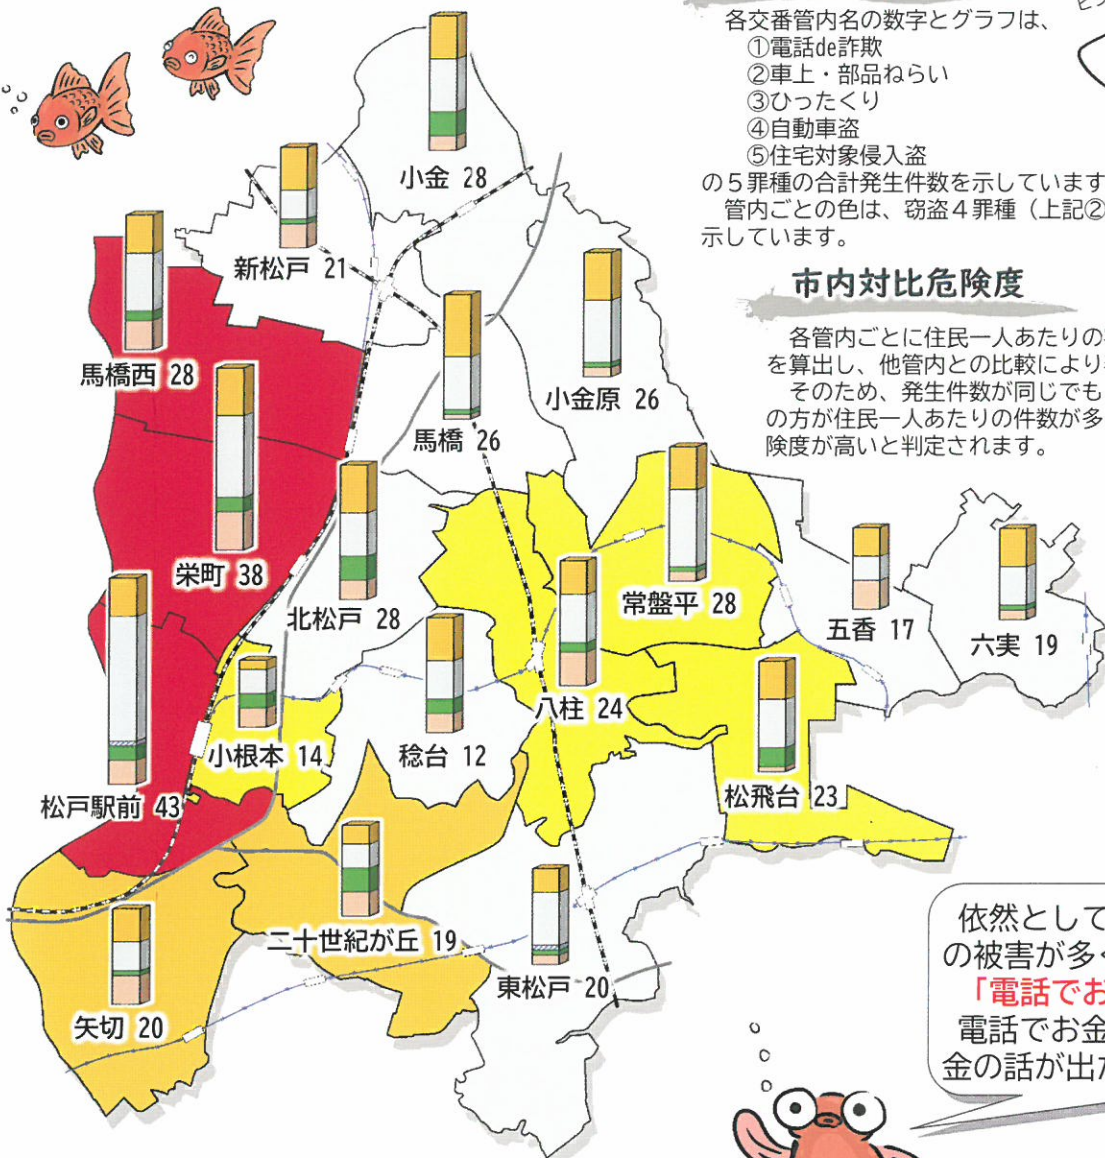 各交番管内名の数字とグラフは、
①電話de詐欺
②車上・部品ねらい
③ひったくり
④自動車盗
⑤住宅対象侵入盗
の５罪種の合計発生件数を示しています
管内ごとの色は、窃盗４罪種（上記②
示しています。
市内対比危険度
各管内ごとに住民一人あたりの
を算出し、他管内との比較により
そのため、発生件数が同じでも
の方が住民一人あたりの件数が多
険度が高いと判定されます。
小金 28
新松戸 21
馬橋西 28
小金原 26
馬橋 26
栄町 38
北松戸 28
常盤平 28
五香 17
六実 19
八柱 24
小根本 14
稔台 12
松戸駅前 43
松飛台 23
二十世紀が丘 19
東松戸 20
矢切 20
依然として
の被害が多
「電話でお
電話でお金
金の話が出